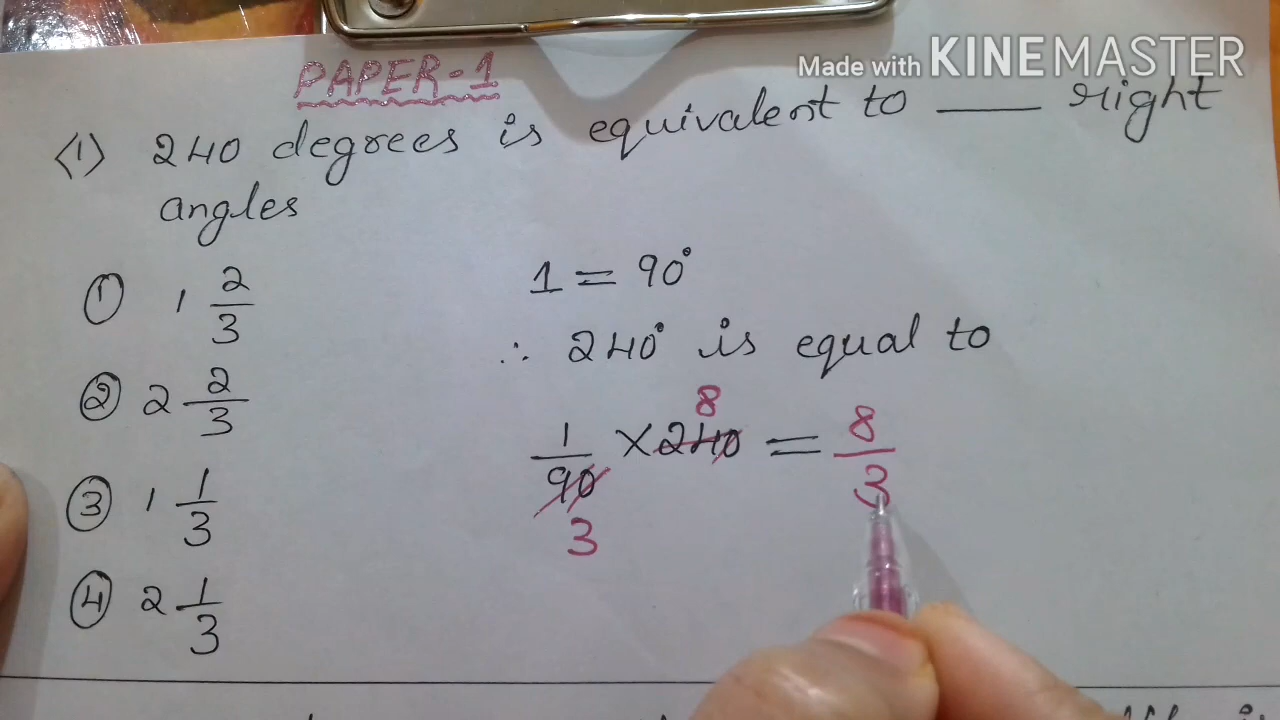 Made with KINEMASTER
PAPER-1
(1) 240 degrees is equivalent to ___ right
angles
① 1 2/3
② 2 2/3
③ 1 1/3
④ 2 1/3
1 = 90°
∴ 240° is equal to
8
1/90 × 240 = 8/3
3